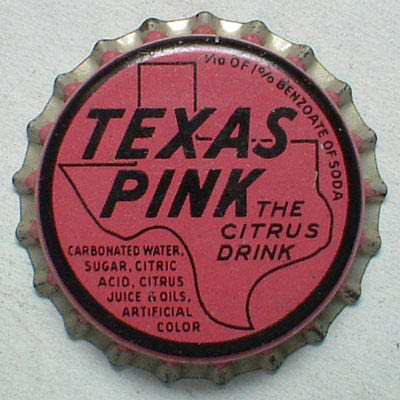 1/10 OF 1% BENZOATE OF SODA
TEXAS
PINK
THE
CITRUS
DRINK
CARBONATED WATER,
SUGAR, CITRIC
ACID, CITRUS
JUICE & OILS,
ARTIFICIAL
COLOR